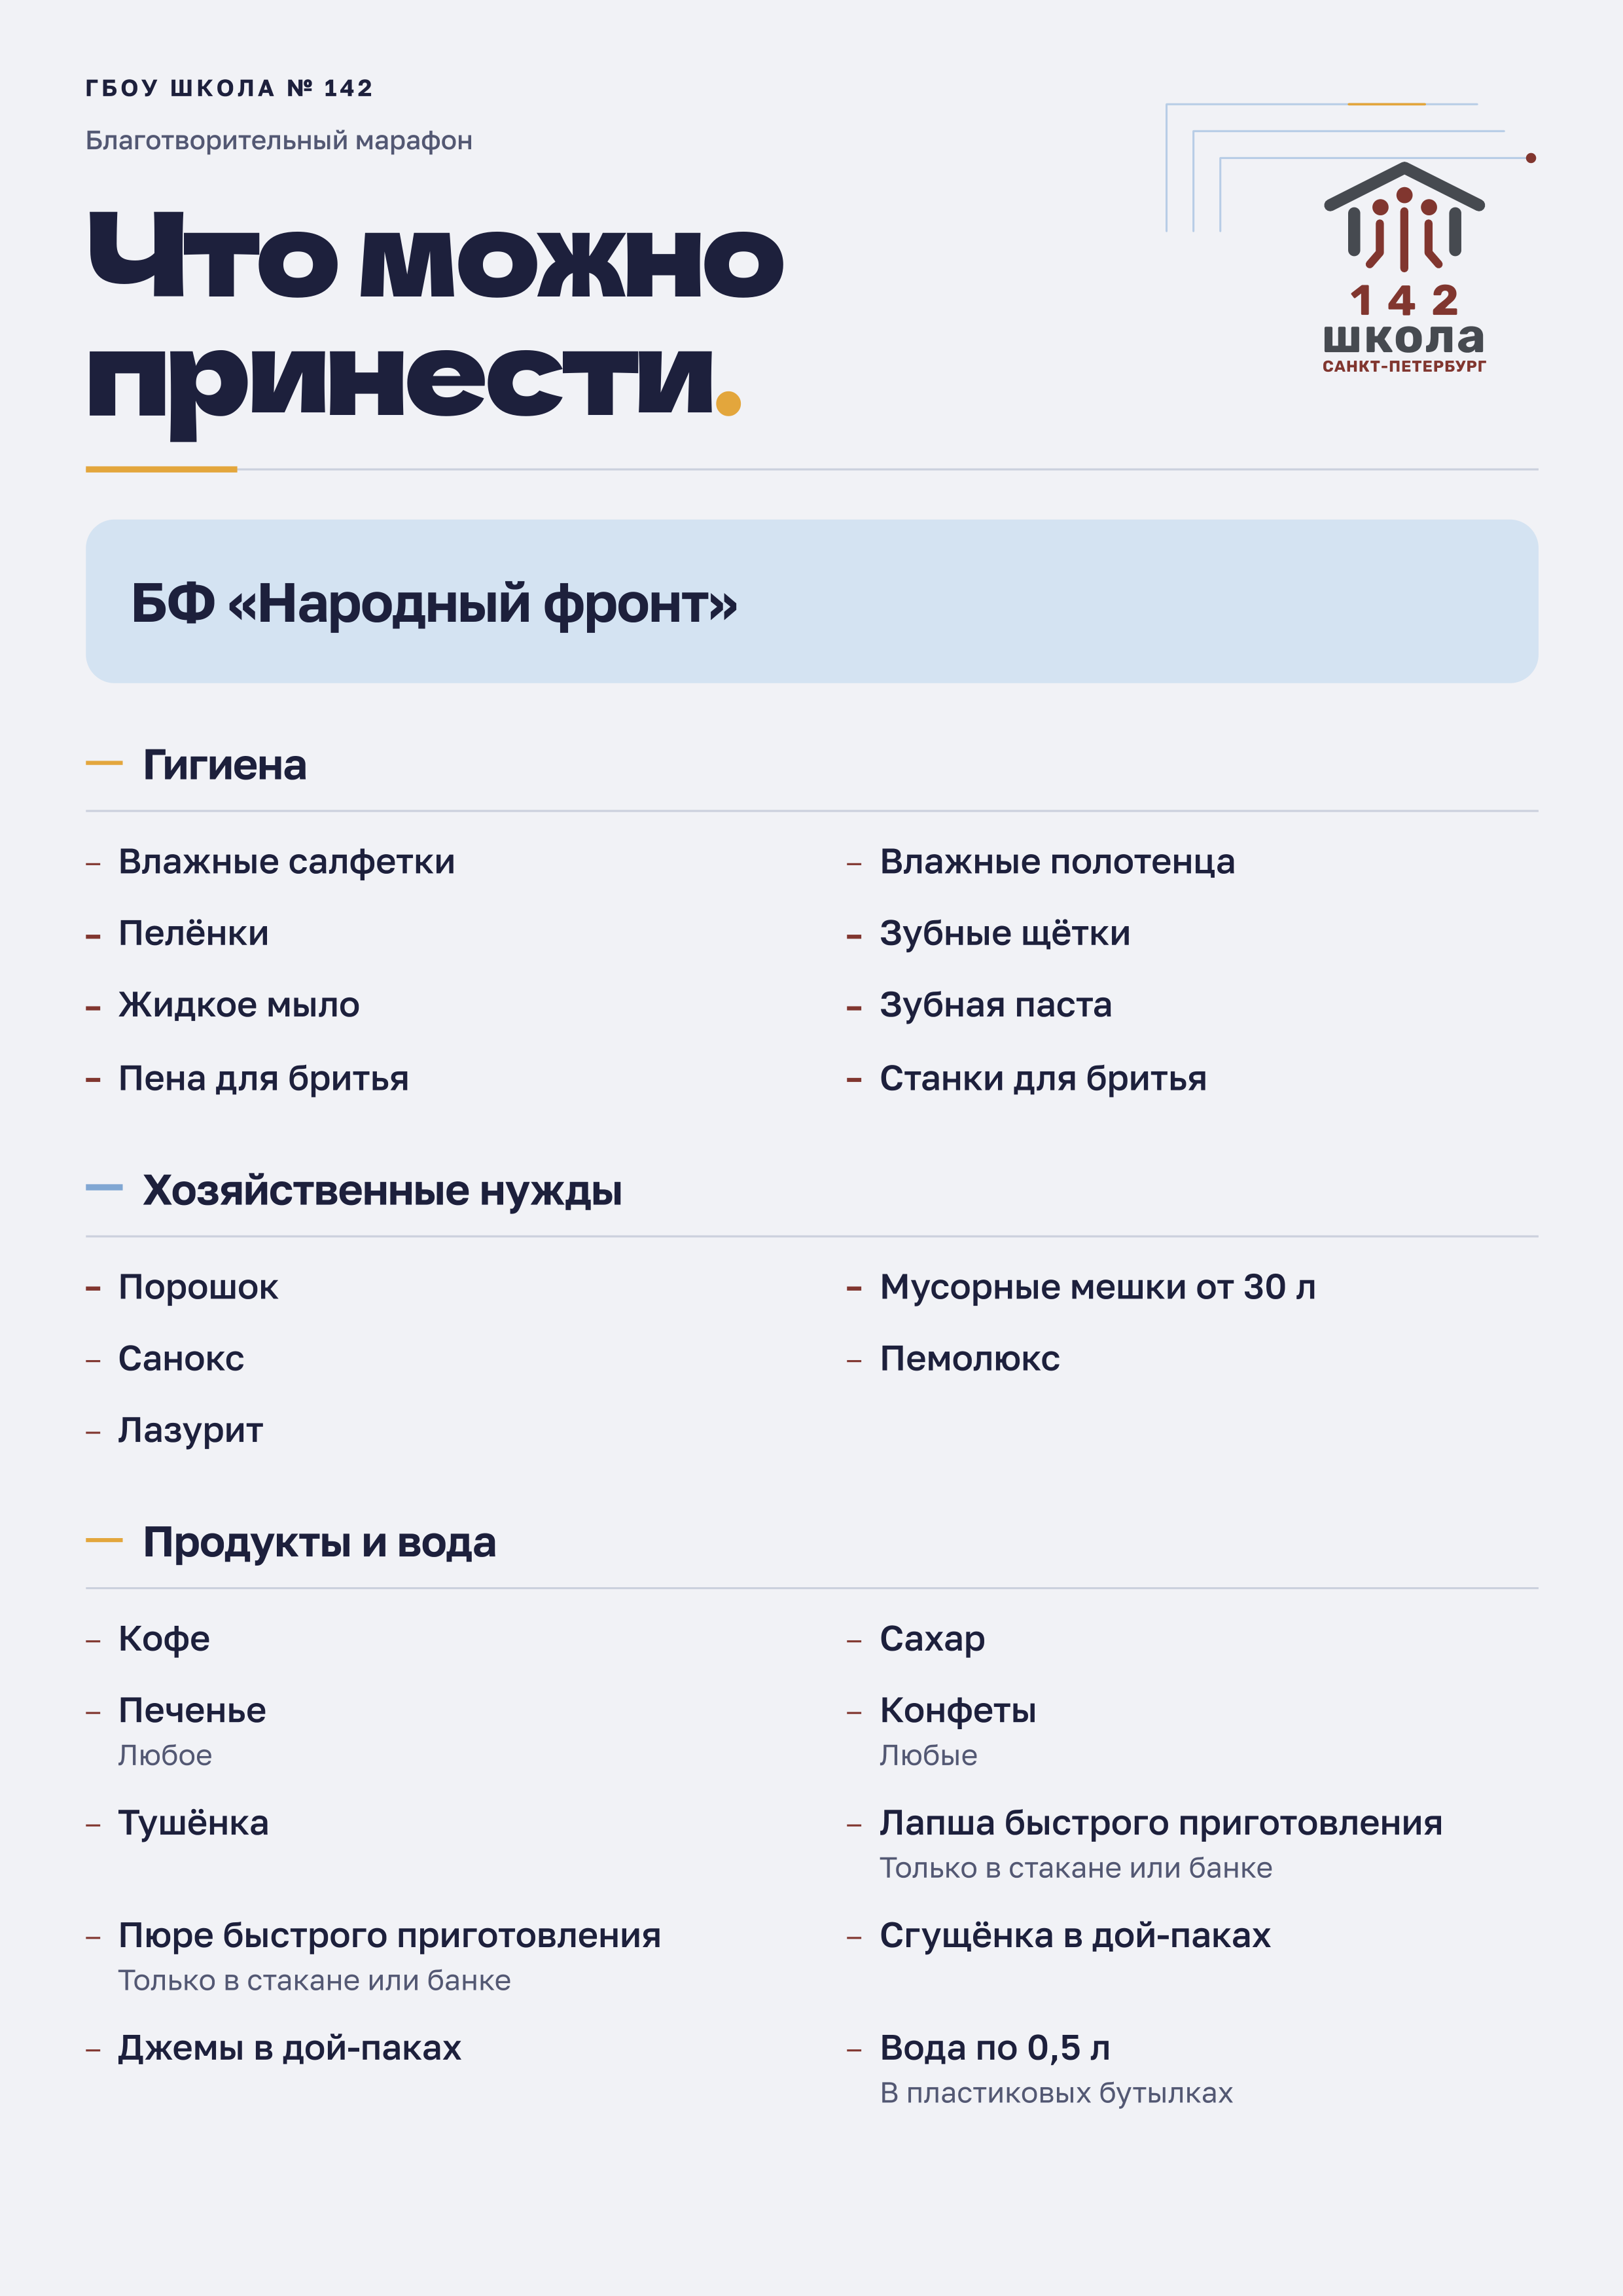 ГБОУ ШКОЛА № 142
Благотворительный марафон
Что можно
принести.
1 4 2
школа
САНКТ-ПЕТЕРБУРГ
БФ «Народный фронт»
Гигиена
– Влажные салфетки
– Влажные полотенца
– Пелёнки
– Зубные щётки
– Жидкое мыло
– Зубная паста
– Пена для бритья
– Станки для бритья
Хозяйственные нужды
– Порошок
– Мусорные мешки от 30 л
– Санокс
– Пемолюкс
– Лазурит
Продукты и вода
– Кофе
– Сахар
– Печенье
Любое
– Конфеты
Любые
– Тушёнка
– Лапша быстрого приготовления
Только в стакане или банке
– Пюре быстрого приготовления
Только в стакане или банке
– Сгущёнка в дой-паках
– Джемы в дой-паках
– Вода по 0,5 л
В пластиковых бутылках